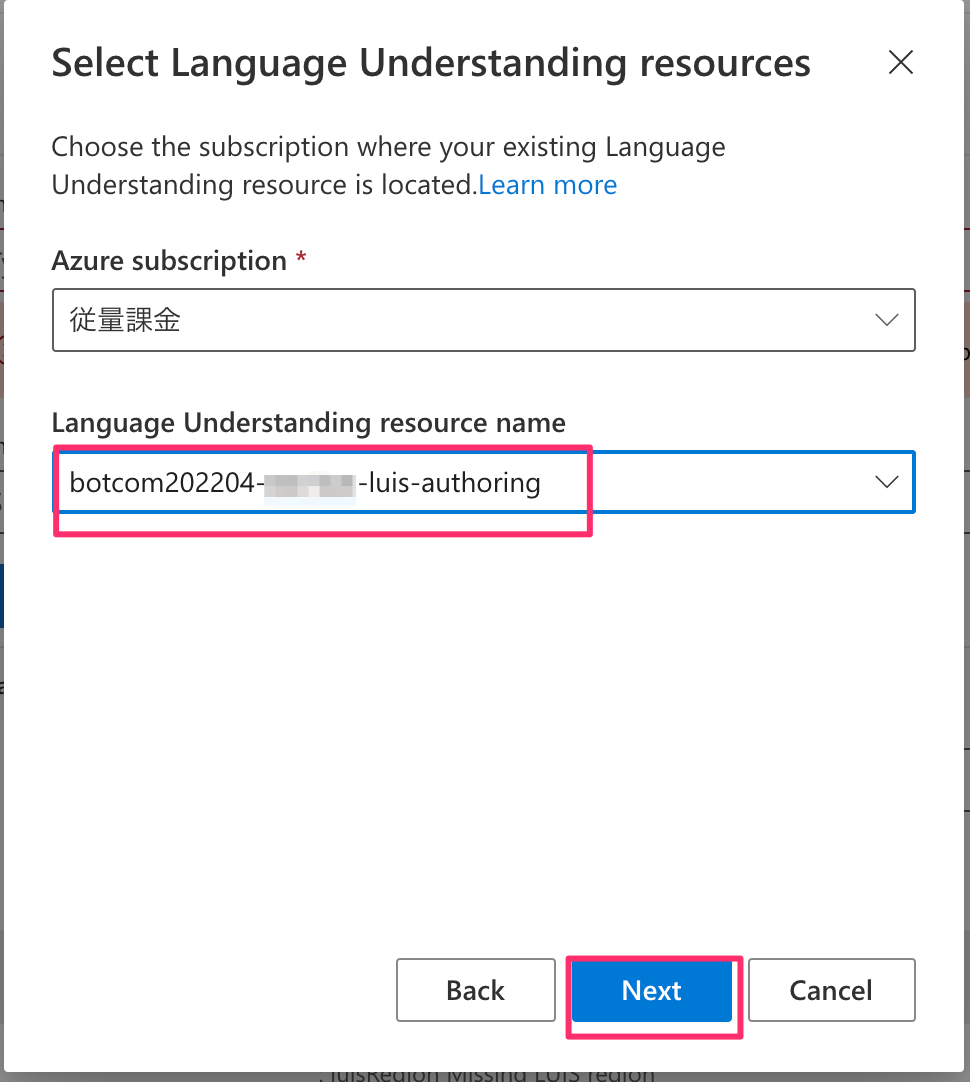 Select Language Understanding resources
Choose the subscription where your existing Language
Understanding resource is located.Learn more
Azure subscription *
従量課金
Language Understanding resource name
botcom202204-
-luis-authoring
Back
Next
Cancel
luisRegion Missing LUIS region